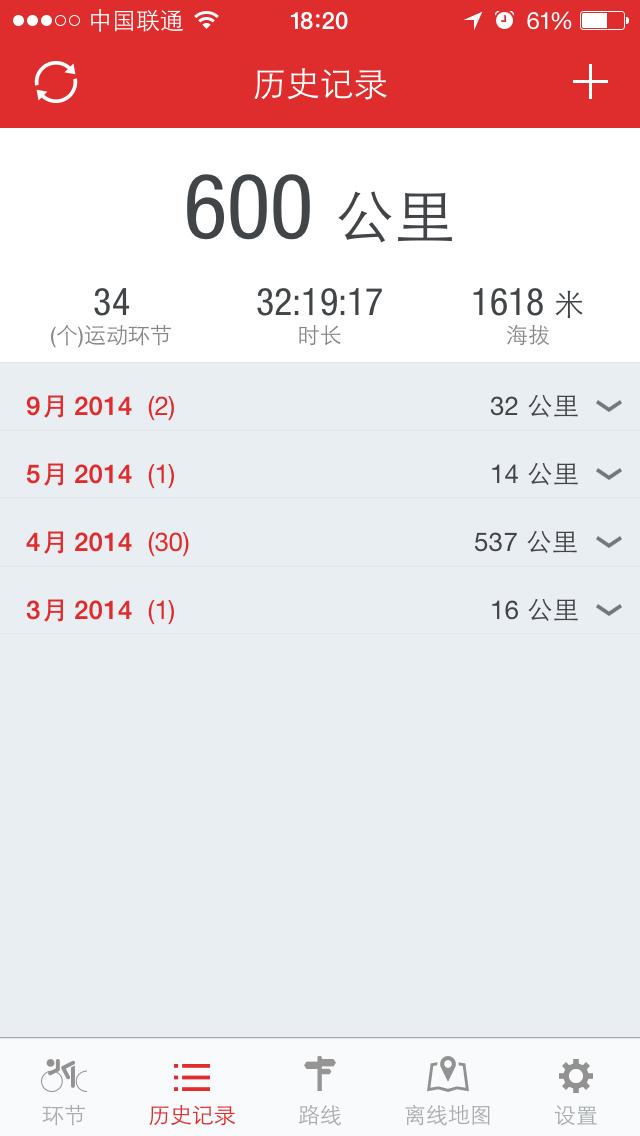 中国联通 18:20 61%
历史记录
600 公里
34 32:19:17 1618 米
(个)运动环节 时长 海拔
9月 2014 (2) 32 公里
5月 2014 (1) 14 公里
4月 2014 (30) 537 公里
3月 2014 (1) 16 公里
环节 历史记录 路线 离线地图 设置